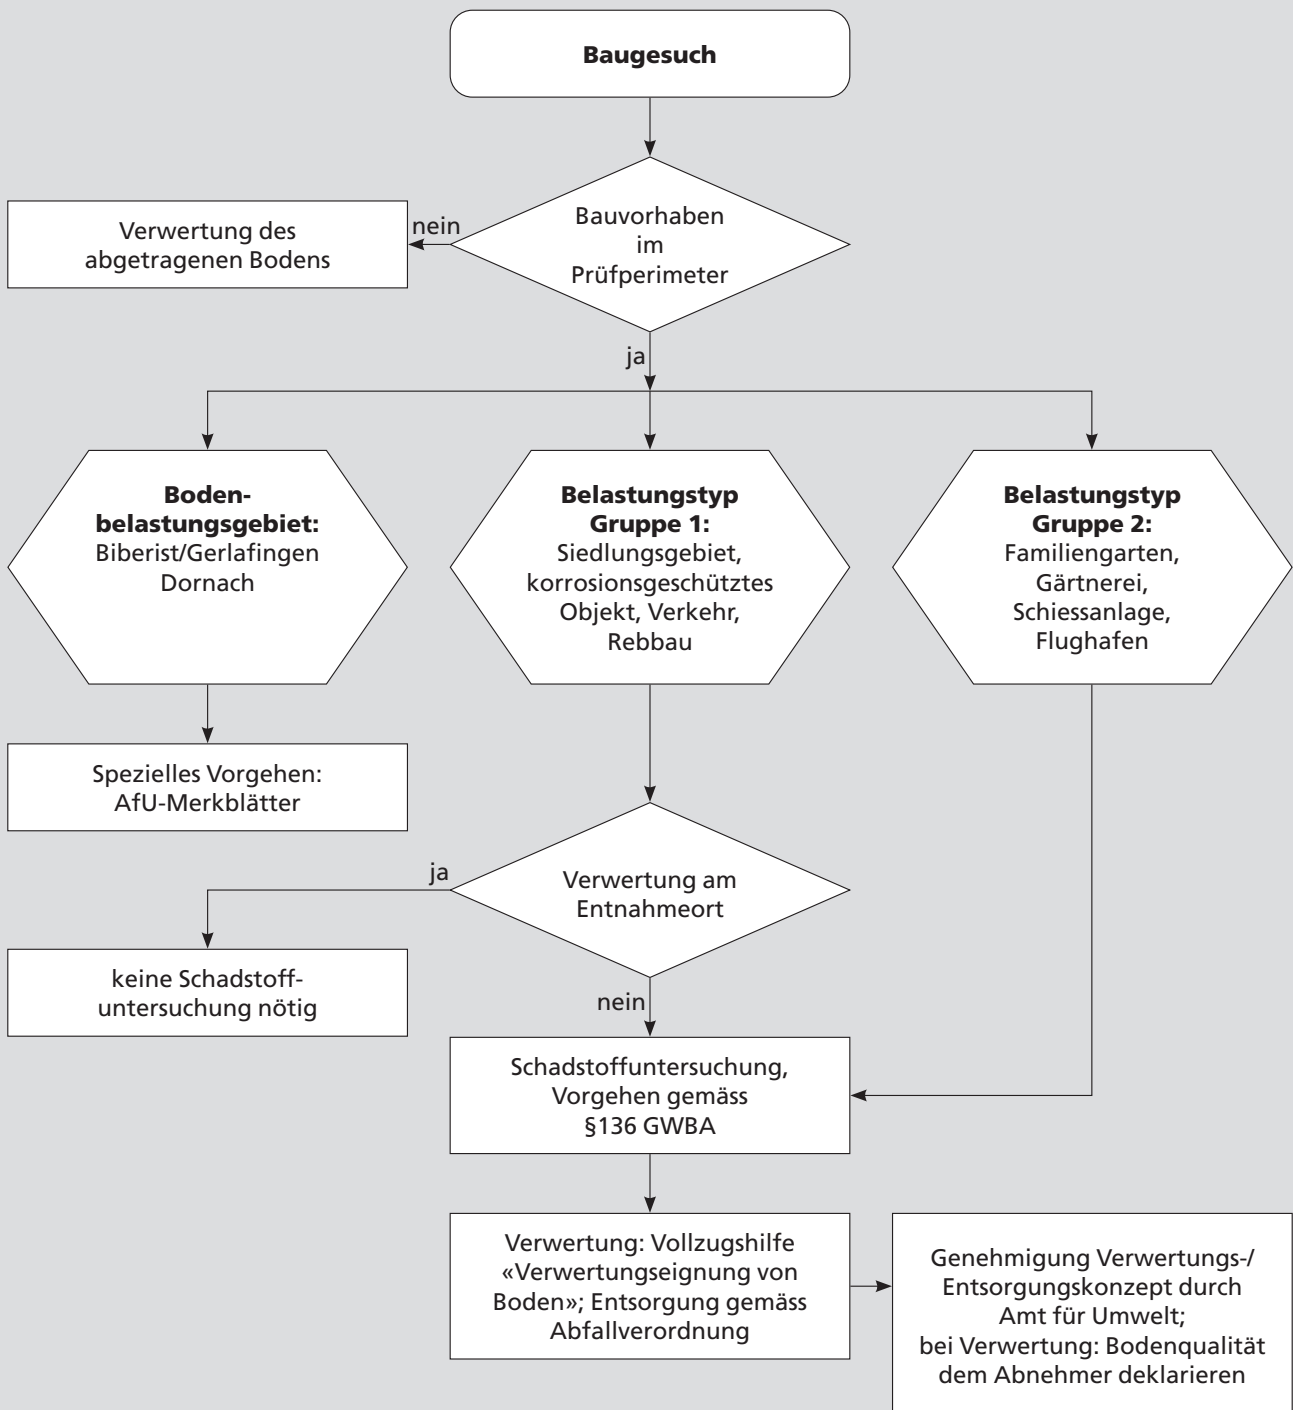 Baugesuch
Bauvorhaben
im
Prüfperimeter
nein
Verwertung des
abgetragenen Bodens
ja
Boden-
belastungsgebiet:
Biberist/Gerlafingen
Dornach
Belastungstyp
Gruppe 1:
Siedlungsgebiet,
korrosionsgeschütztes
Objekt, Verkehr,
Rebbau
Belastungstyp
Gruppe 2:
Familiengarten,
Gärtnerei,
Schiessanlage,
Flughafen
Spezielles Vorgehen:
AfU-Merkblätter
Verwertung am
Entnahmeort
ja
keine Schadstoff-
untersuchung nötig
nein
Schadstoffuntersuchung,
Vorgehen gemäss
§136 GWBA
Verwertung: Vollzugshilfe
«Verwertungseignung von
Boden»; Entsorgung gemäss
Abfallverordnung
Genehmigung Verwertungs-/
Entsorgungskonzept durch
Amt für Umwelt;
bei Verwertung: Bodenqualität
dem Abnehmer deklarieren